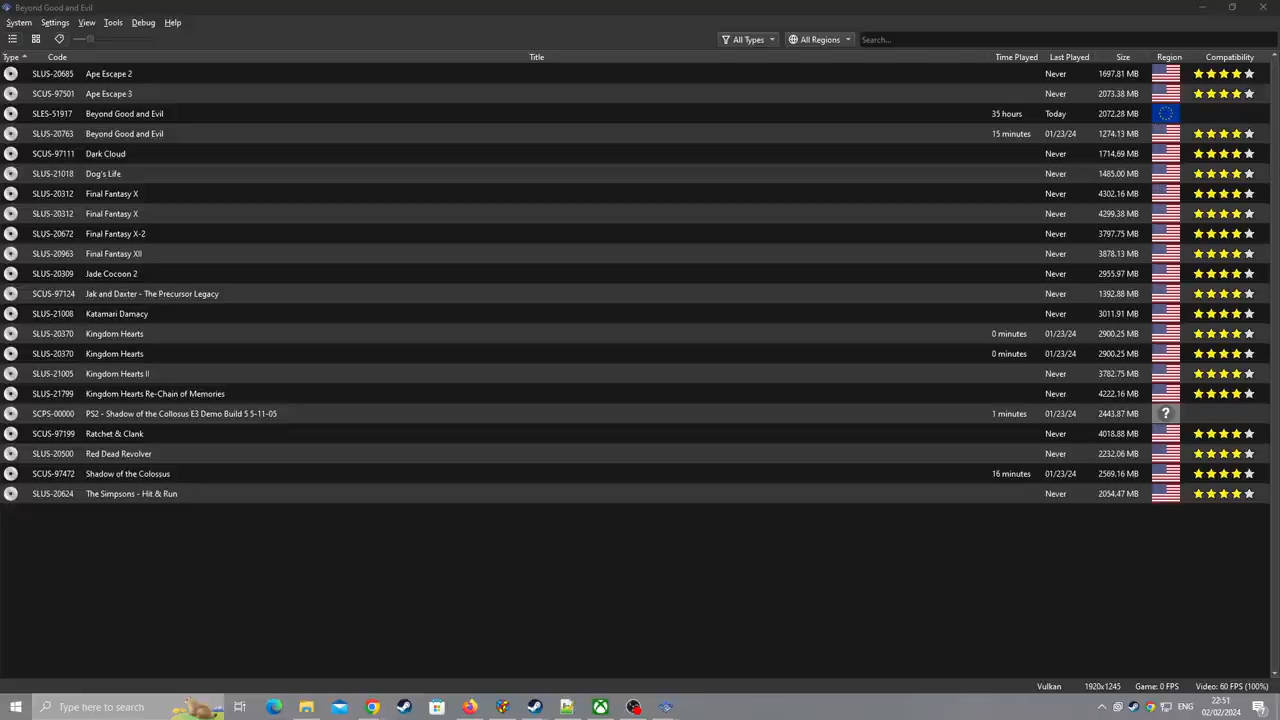 Beyond Good and Evil
System Settings View Tools Debug Help
All Types All Regions Search...
Type Code Title Time Played Last Played Size Region Compatibility
SLUS-20685 Ape Escape 2 Never 1697.81 MB
SCUS-97501 Ape Escape 3 Never 2073.38 MB
SLES-51917 Beyond Good and Evil 35 hours Today 2072.28 MB
SLUS-20763 Beyond Good and Evil 15 minutes 01/23/24 1274.13 MB
SCUS-97111 Dark Cloud Never 1714.69 MB
SLUS-21018 Dog's Life Never 1485.00 MB
SLUS-20312 Final Fantasy X Never 4302.16 MB
SLUS-20312 Final Fantasy X Never 4299.38 MB
SLUS-20672 Final Fantasy X-2 Never 3797.75 MB
SLUS-20963 Final Fantasy XII Never 3878.13 MB
SLUS-20309 Jade Cocoon 2 Never 2955.97 MB
SCUS-97124 Jak and Daxter - The Precursor Legacy Never 1392.88 MB
SLUS-21008 Katamari Damacy Never 3011.91 MB
SLUS-20370 Kingdom Hearts 0 minutes 01/23/24 2900.25 MB
SLUS-20370 Kingdom Hearts 0 minutes 01/23/24 2900.25 MB
SLUS-21005 Kingdom Hearts II Never 3782.75 MB
SLUS-21799 Kingdom Hearts Re-Chain of Memories Never 4222.16 MB
SCPS-00000 PS2 - Shadow of the Collosus E3 Demo Build 5 5-11-05 1 minutes 01/23/24 2443.87 MB ?
SCUS-97199 Ratchet & Clank Never 4018.88 MB
SLUS-20500 Red Dead Revolver Never 2232.06 MB
SCUS-97472 Shadow of the Colossus 16 minutes 01/23/24 2569.16 MB
SLUS-20624 The Simpsons - Hit & Run Never 2054.47 MB
Vulkan 1920x1245 Game: 0 FPS Video: 60 FPS (100%)
Type here to search ENG 22:51
02/02/2024